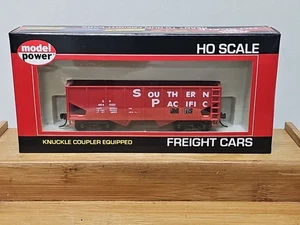 model
power
HO SCALE
SOUTHERN
PACIFIC
KNUCKLE COUPLER EQUIPPED
FREIGHT CARS